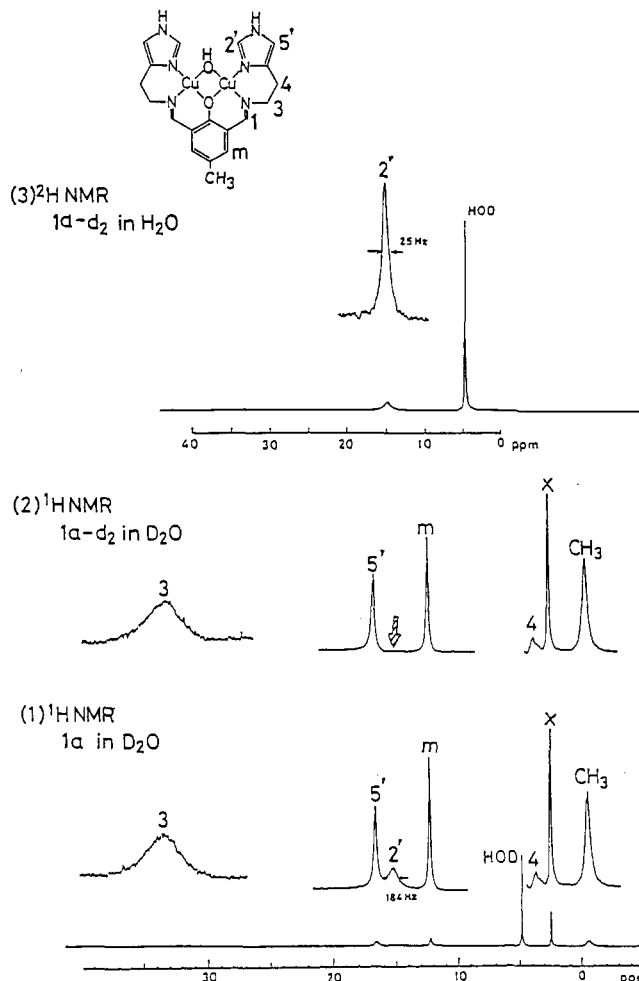 H
N
H
N
2' H 5'
N O N
Cu Cu 4
N O N 3
1
m
CH3
(3)²H NMR
1a-d₂ in H₂O
2'
HOD
25 Hz
40 30 20 10 0 ppm
(2)¹H NMR
1a-d₂ in D₂O
3
5'
m
4
X
CH₃
(1)¹H NMR
1a in D₂O
3
5'
2'
184 Hz
m
HOD
4
X
CH₃
30 20 10 0 ppm